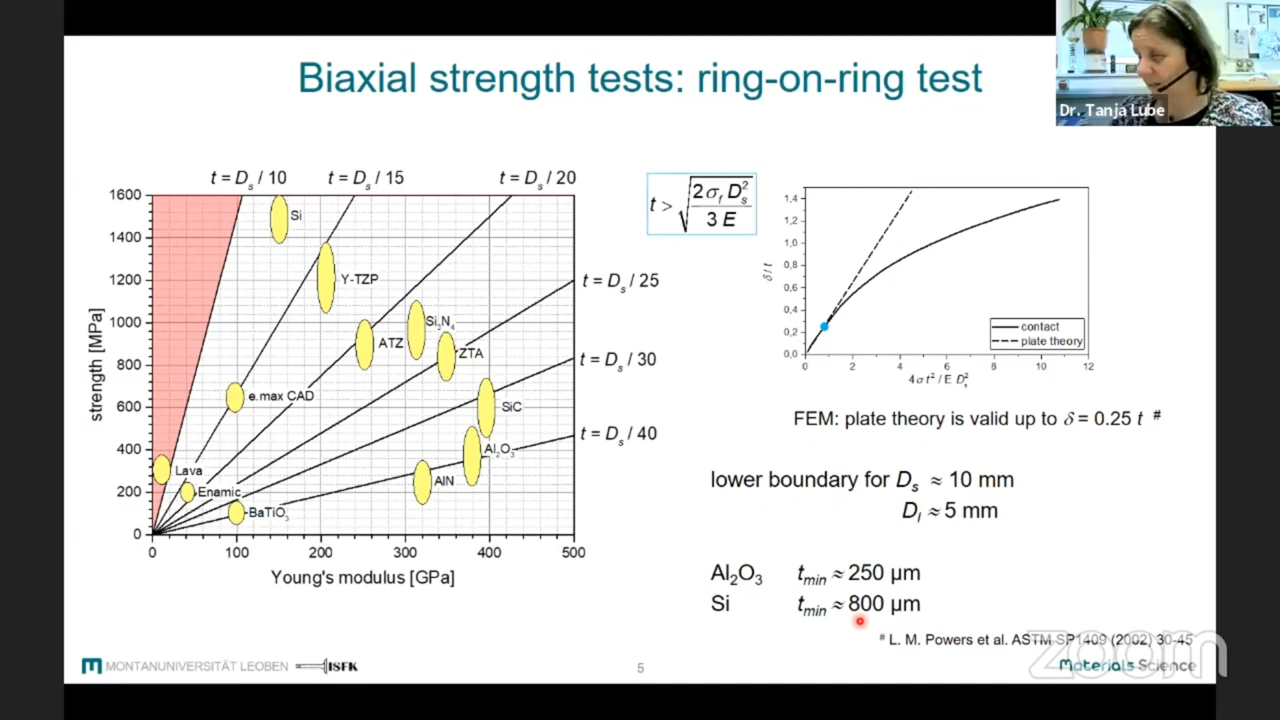 Dr. Tanja Lube
Biaxial strength tests: ring-on-ring test
t = Ds / 10
t = Ds / 15
t = Ds / 20
t = Ds / 25
t = Ds / 30
t = Ds / 40
strength [MPa]
1600
1400
1200
1000
800
600
400
200
0
Si
Y-TZP
Si3N4
ATZ
ZTA
e.max CAD
SiC
Al2O3
Lava
AlN
Enamic
BaTiO3
0 100 200 300 400 500
Young's modulus [GPa]
t > √(2 σf Ds² / 3 E)
δ / t
1,4
1,2
1,0
0,8
0,6
0,4
0,2
0,0
contact
plate theory
0 2 4 6 8 10 12
4 σ t² / E Ds²
FEM: plate theory is valid up to δ = 0.25 t #
lower boundary for Ds ≈ 10 mm
Dl ≈ 5 mm
Al2O3 tmin ≈ 250 µm
Si tmin ≈ 800 µm
# L. M. Powers et al. ASTM SP1409 (2002) 30-45
MONTANUNIVERSITÄT LEOBEN
ISFK
5
Materials Science
zoom